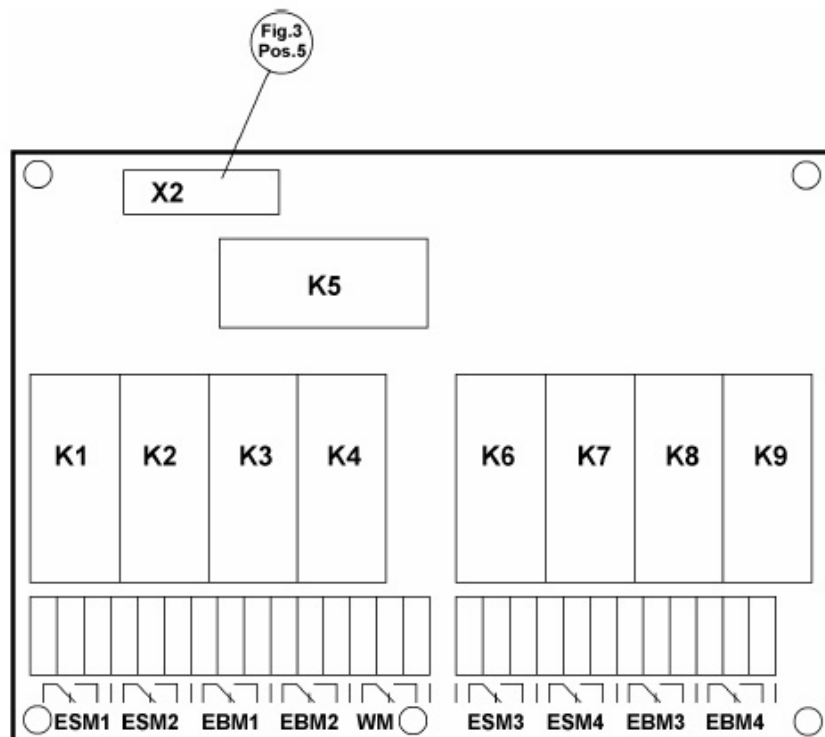 Fig.3
Pos.5
X2
K5
K1 K2 K3 K4 K6 K7 K8 K9
ESM1 ESM2 EBM1 EBM2 WM ESM3 ESM4 EBM3 EBM4